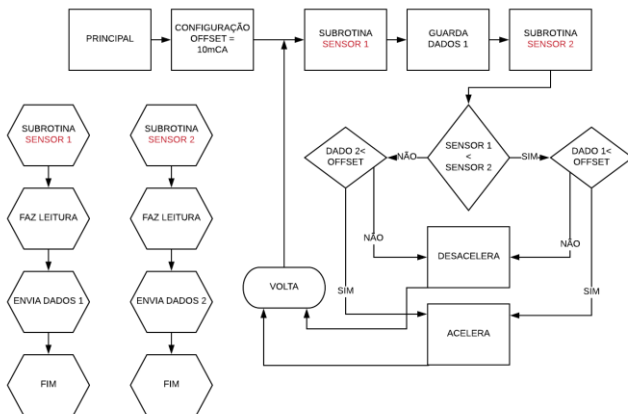 PRINCIPAL
CONFIGURAÇÃO
OFFSET =
10mCA
SUBROTINA
SENSOR 1
GUARDA
DADOS 1
SUBROTINA
SENSOR 2
SUBROTINA
SENSOR 1
SUBROTINA
SENSOR 2
DADO 2<
OFFSET
NÃO
SENSOR 1
<
SENSOR 2
SIM
DADO 1<
OFFSET
FAZ LEITURA
FAZ LEITURA
NÃO
NÃO
DESACELERA
ENVIA DADOS 1
ENVIA DADOS 2
VOLTA
SIM
SIM
ACELERA
FIM
FIM